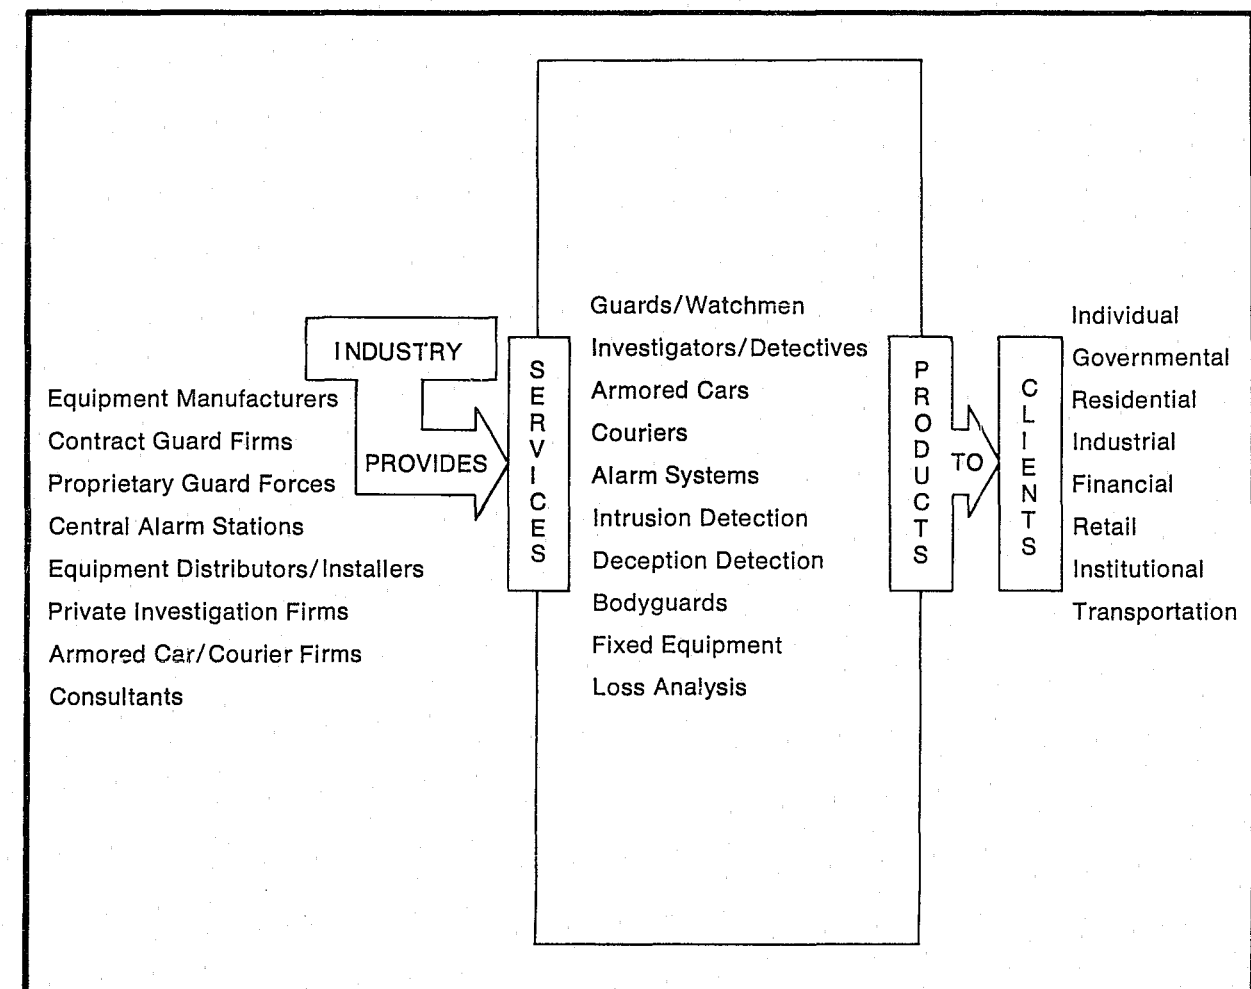 INDUSTRY
PROVIDES
Equipment Manufacturers
Contract Guard Firms
Proprietary Guard Forces
Central Alarm Stations
Equipment Distributors/Installers
Private Investigation Firms
Armored Car/Courier Firms
Consultants
SERVICES
Guards/Watchmen
Investigators/Detectives
Armored Cars
Couriers
Alarm Systems
Intrusion Detection
Deception Detection
Bodyguards
Fixed Equipment
Loss Analysis
PRODUCTS
TO
CLIENTS
Individual
Governmental
Residential
Industrial
Financial
Retail
Institutional
Transportation